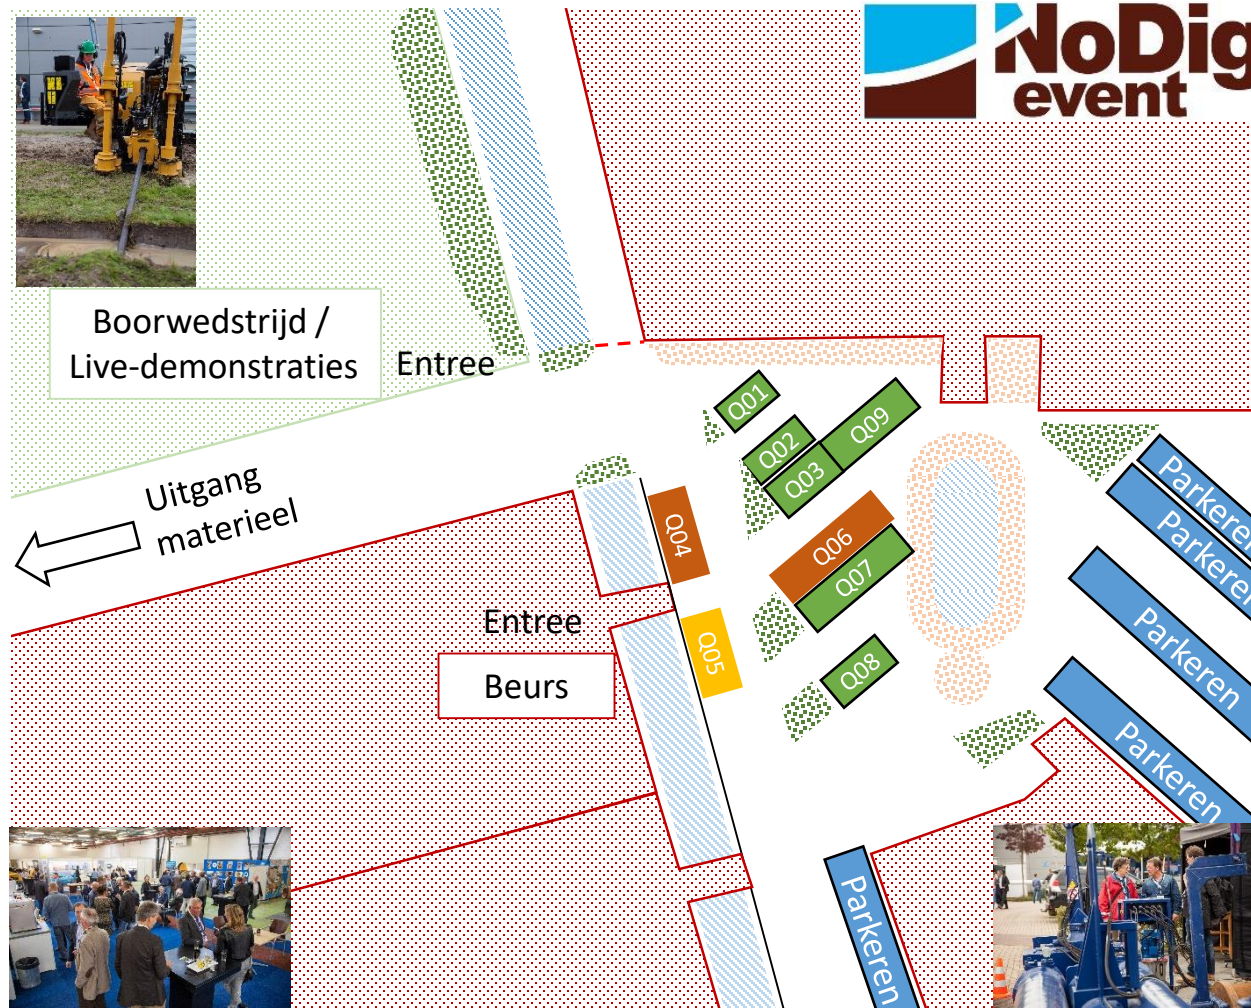 NoDig
event
Boorwedstrijd /
Live-demonstraties
Entree
Uitgang
materieel
Q01
Q02
Q09
Q03
Q04
Q06
Q07
Q05
Q08
Entree
Beurs
Parkeren
Parkeren
Parkeren
Parkeren
Parkeren